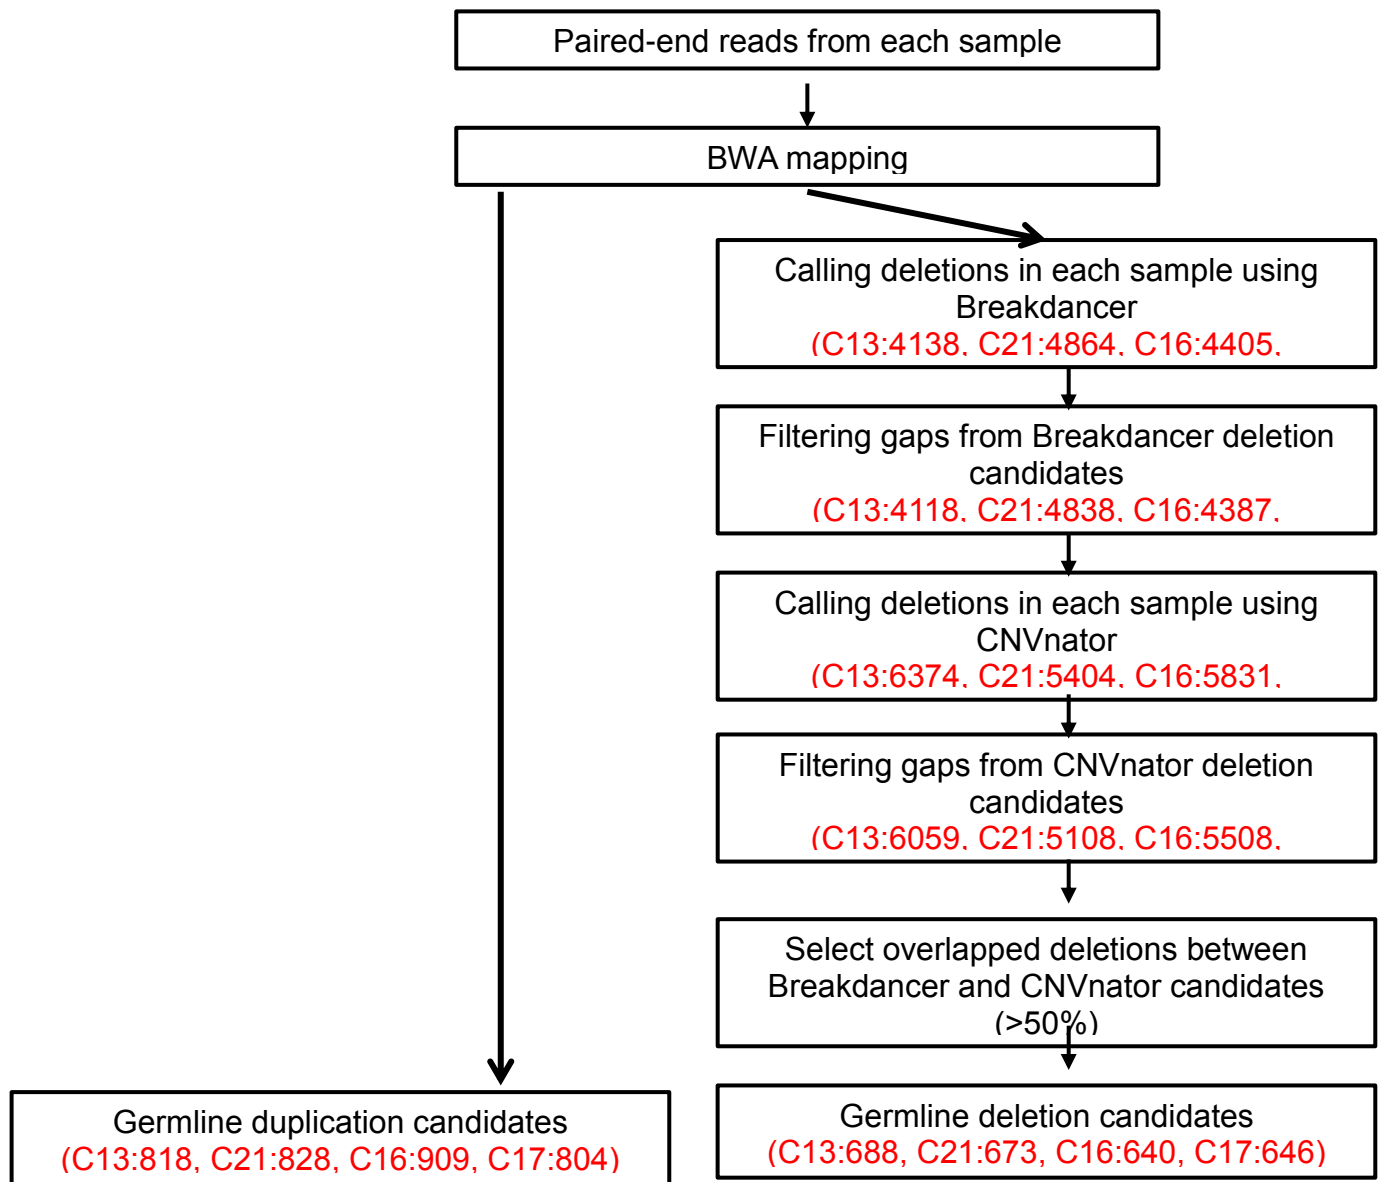 Paired-end reads from each sample
BWA mapping
Calling deletions in each sample using
Breakdancer
(C13:4138, C21:4864, C16:4405,
Filtering gaps from Breakdancer deletion
candidates
(C13:4118, C21:4838, C16:4387,
Calling deletions in each sample using
CNVnator
(C13:6374, C21:5404, C16:5831,
Filtering gaps from CNVnator deletion
candidates
(C13:6059, C21:5108, C16:5508,
Select overlapped deletions between
Breakdancer and CNVnator candidates
(>50%)
Germline duplication candidates
(C13:818, C21:828, C16:909, C17:804)
Germline deletion candidates
(C13:688, C21:673, C16:640, C17:646)